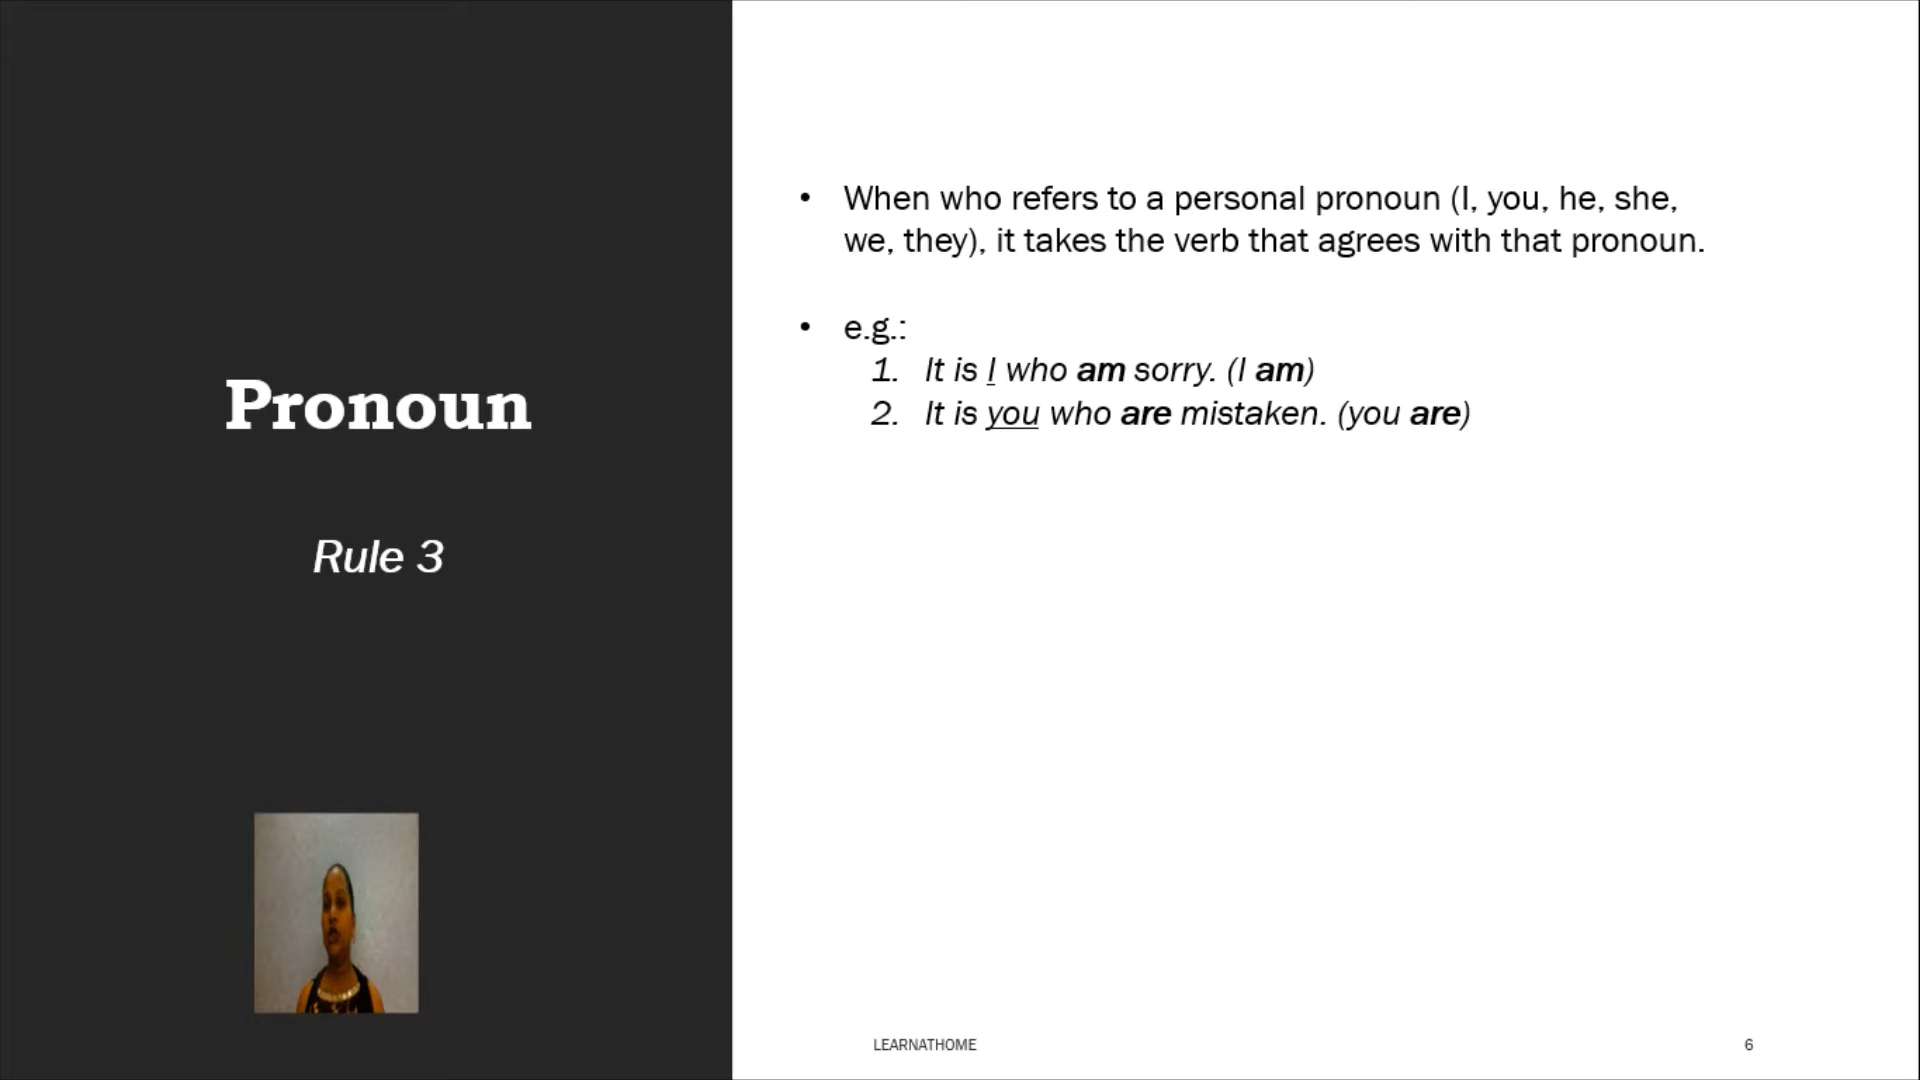 Pronoun
Rule 3
• When who refers to a personal pronoun (I, you, he, she,
we, they), it takes the verb that agrees with that pronoun.
• e.g.:
1. It is I who am sorry. (I am)
2. It is you who are mistaken. (you are)
LEARNATHOME
6